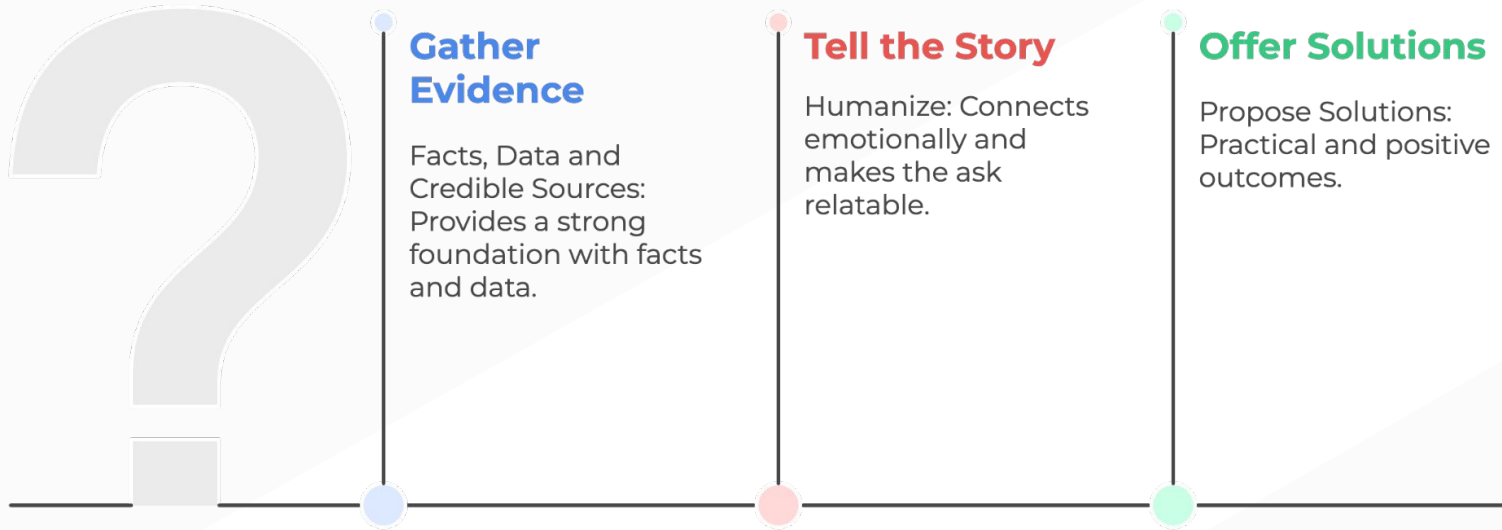 Gather
Evidence
Facts, Data and
Credible Sources:
Provides a strong
foundation with facts
and data.
Tell the Story
Humanize: Connects
emotionally and
makes the ask
relatable.
Offer Solutions
Propose Solutions:
Practical and positive
outcomes.